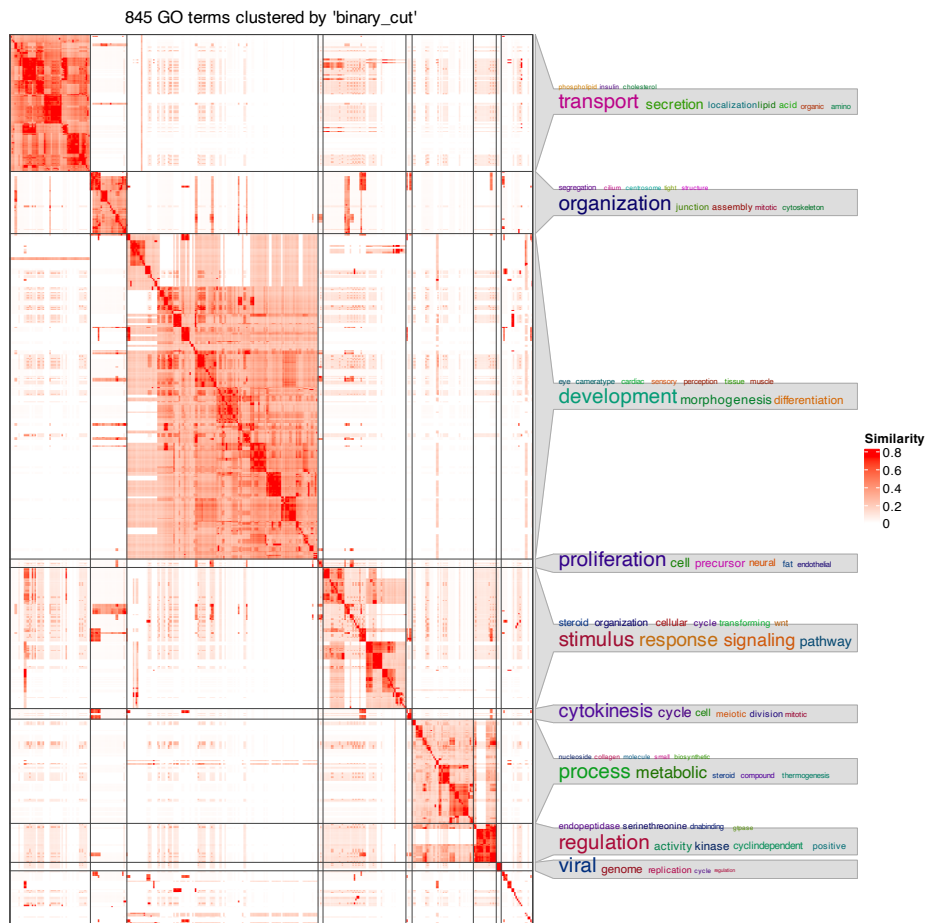 845 GO terms clustered by 'binary_cut'
phospholipid insulin cholesterol
transport secretion localization lipid acid organic amino
segregation cilium centrosome tight structure
organization junction assembly mitotic cytoskeleton
eye cameratype cardiac sensory perception tissue muscle
development morphogenesis differentiation
Similarity
0.8
0.6
0.4
0.2
0
proliferation cell precursor neural fat endothelial
steroid organization cellular cycle transforming wnt
stimulus response signaling pathway
cytokinesis cycle cell meiotic division mitotic
nucleoside collagen molecule small biosynthetic
process metabolic steroid compound thermogenesis
endopeptidase serinethreonine dnabinding gtpase
regulation activity kinase cyclindependent positive
viral genome replication cycle regulation